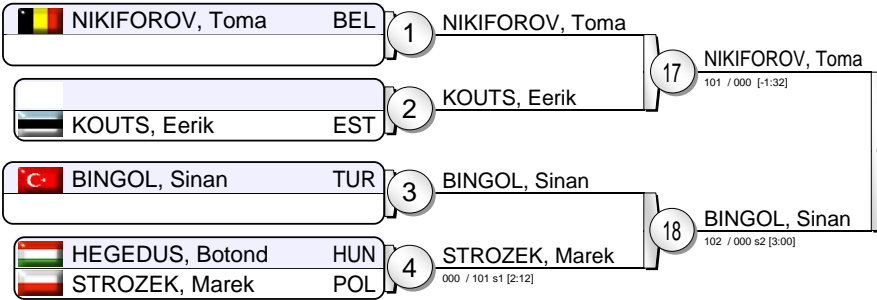 NIKIFOROV, Toma BEL
1
NIKIFOROV, Toma
17
NIKIFOROV, Toma
101 / 000 [-1:32]
KOUTS, Eerik EST
2
KOUTS, Eerik
BINGOL, Sinan TUR
3
BINGOL, Sinan
18
BINGOL, Sinan
102 / 000 s2 [3:00]
HEGEDUS, Botond HUN
STROZEK, Marek POL
4
STROZEK, Marek
000 / 101 s1 [2:12]